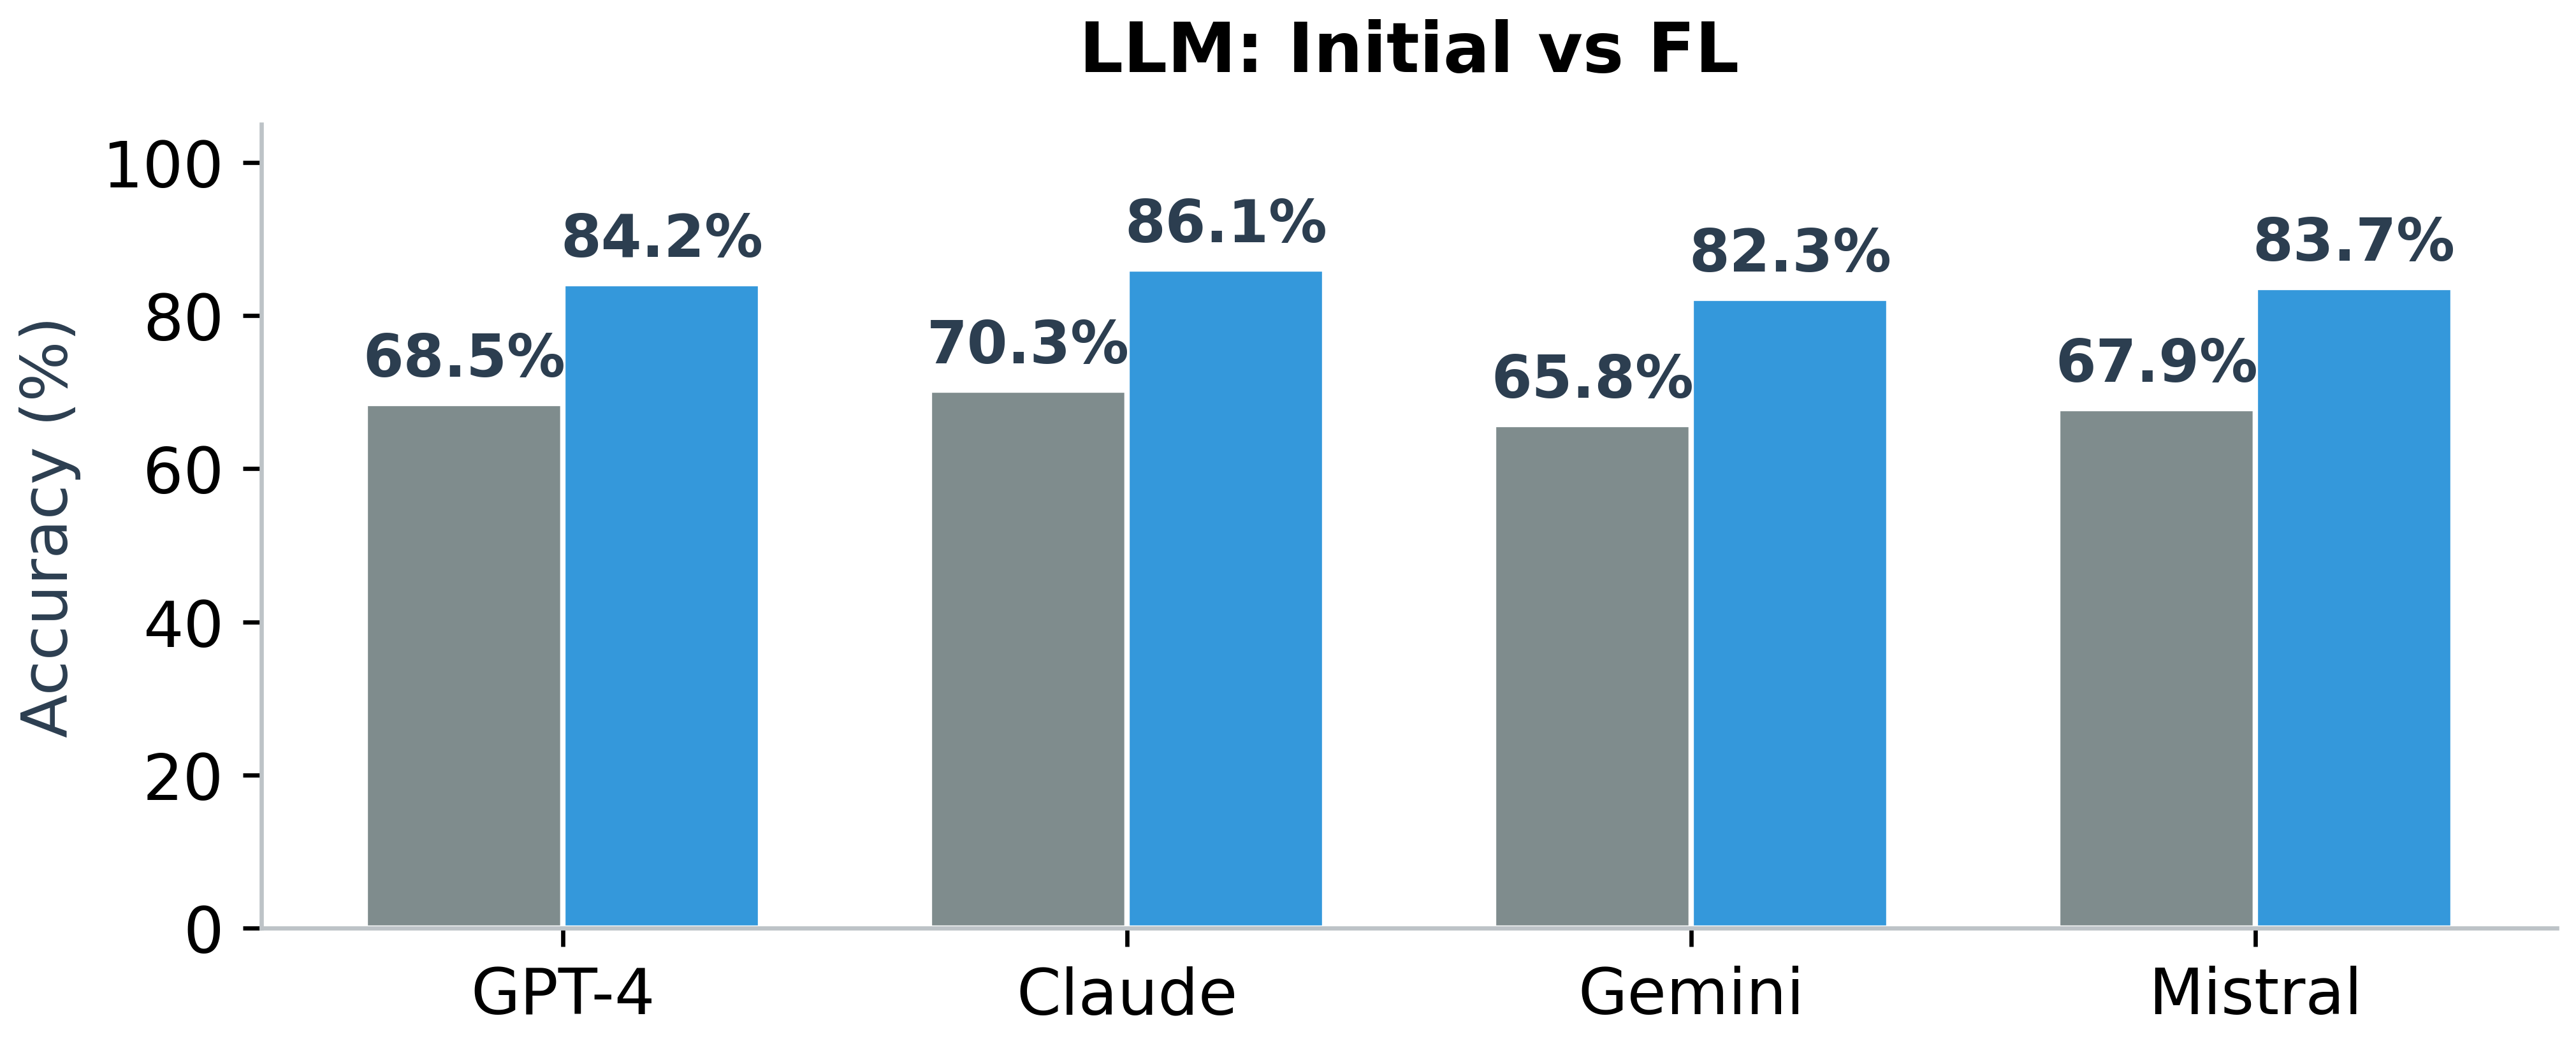 LLM: Initial vs FL
Accuracy (%)
100
80
60
40
20
0
68.5%
84.2%
70.3%
86.1%
65.8%
82.3%
67.9%
83.7%
GPT-4
Claude
Gemini
Mistral